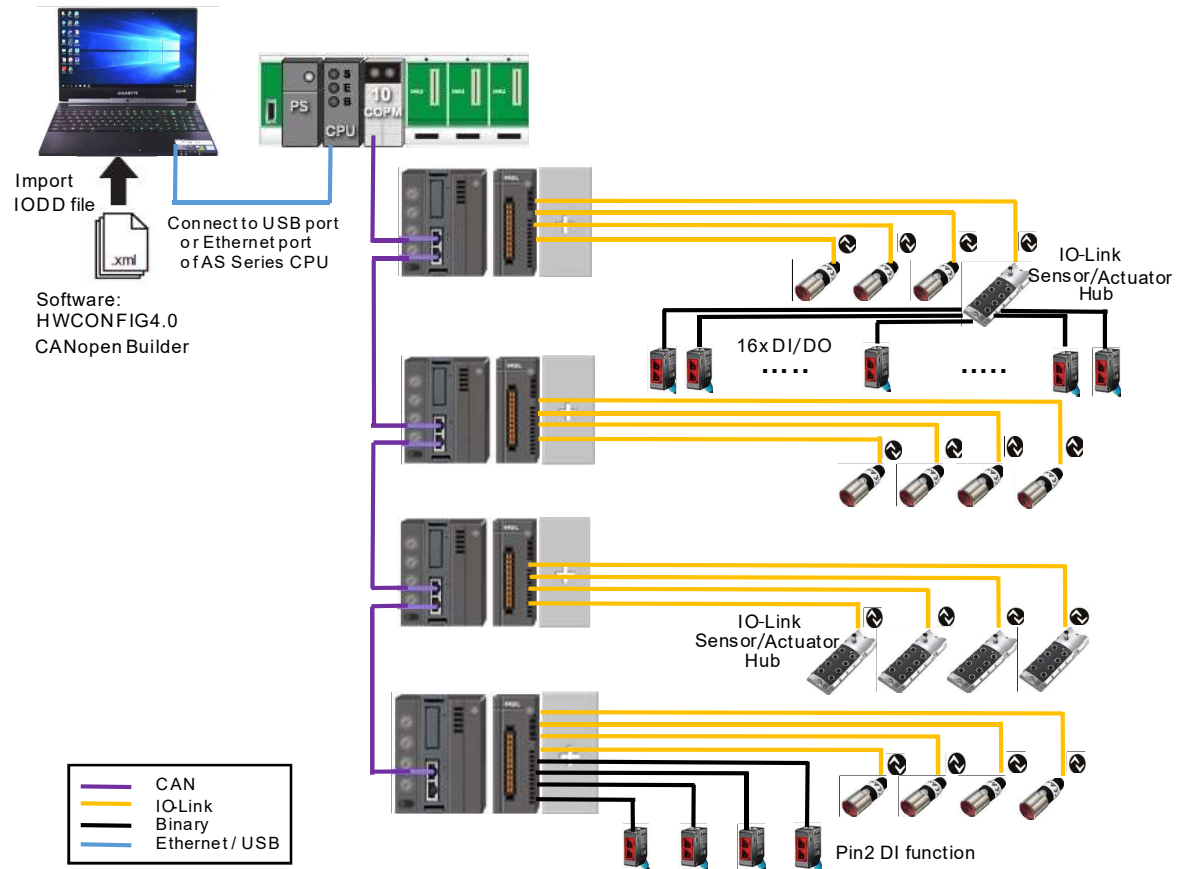 GIGABYTE
PS
CPU
S
E
B
10
COPM
Import
IODD file
.xml
Connect to USB port
or Ethernet port
of AS Series CPU
Software:
HWCONFIG4.0
CANopen Builder
IO-Link
Sensor/Actuator
Hub
16x DI/DO
.....
.....
IO-Link
Sensor/Actuator
Hub
Pin2 DI function
CAN
IO-Link
Binary
Ethernet / USB